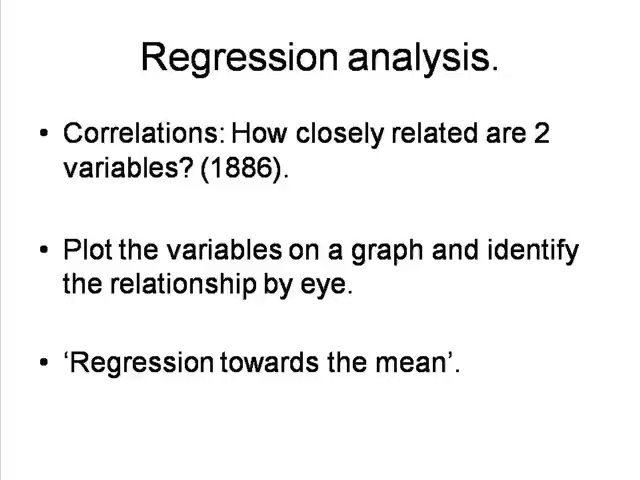 Regression analysis.
• Correlations: How closely related are 2
variables? (1886).
• Plot the variables on a graph and identify
the relationship by eye.
• ‘Regression towards the mean’.